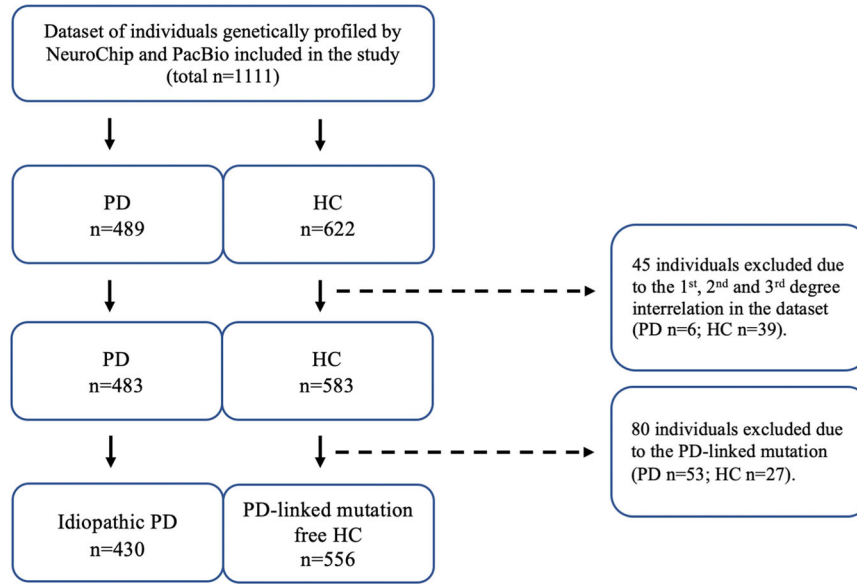 Dataset of individuals genetically profiled by
NeuroChip and PacBio included in the study
(total n=1111)
PD
n=489
HC
n=622
45 individuals excluded due
to the 1st, 2nd and 3rd degree
interrelation in the dataset
(PD n=6; HC n=39).
PD
n=483
HC
n=583
80 individuals excluded due
to the PD-linked mutation
(PD n=53; HC n=27).
Idiopathic PD
n=430
PD-linked mutation
free HC
n=556